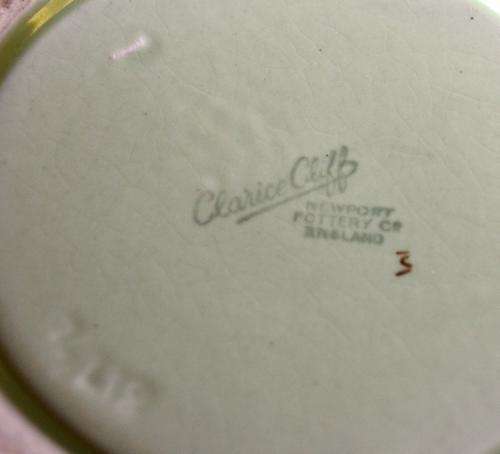 Clarice Cliff
NEWPORT
POTTERY Co
ENGLAND
3